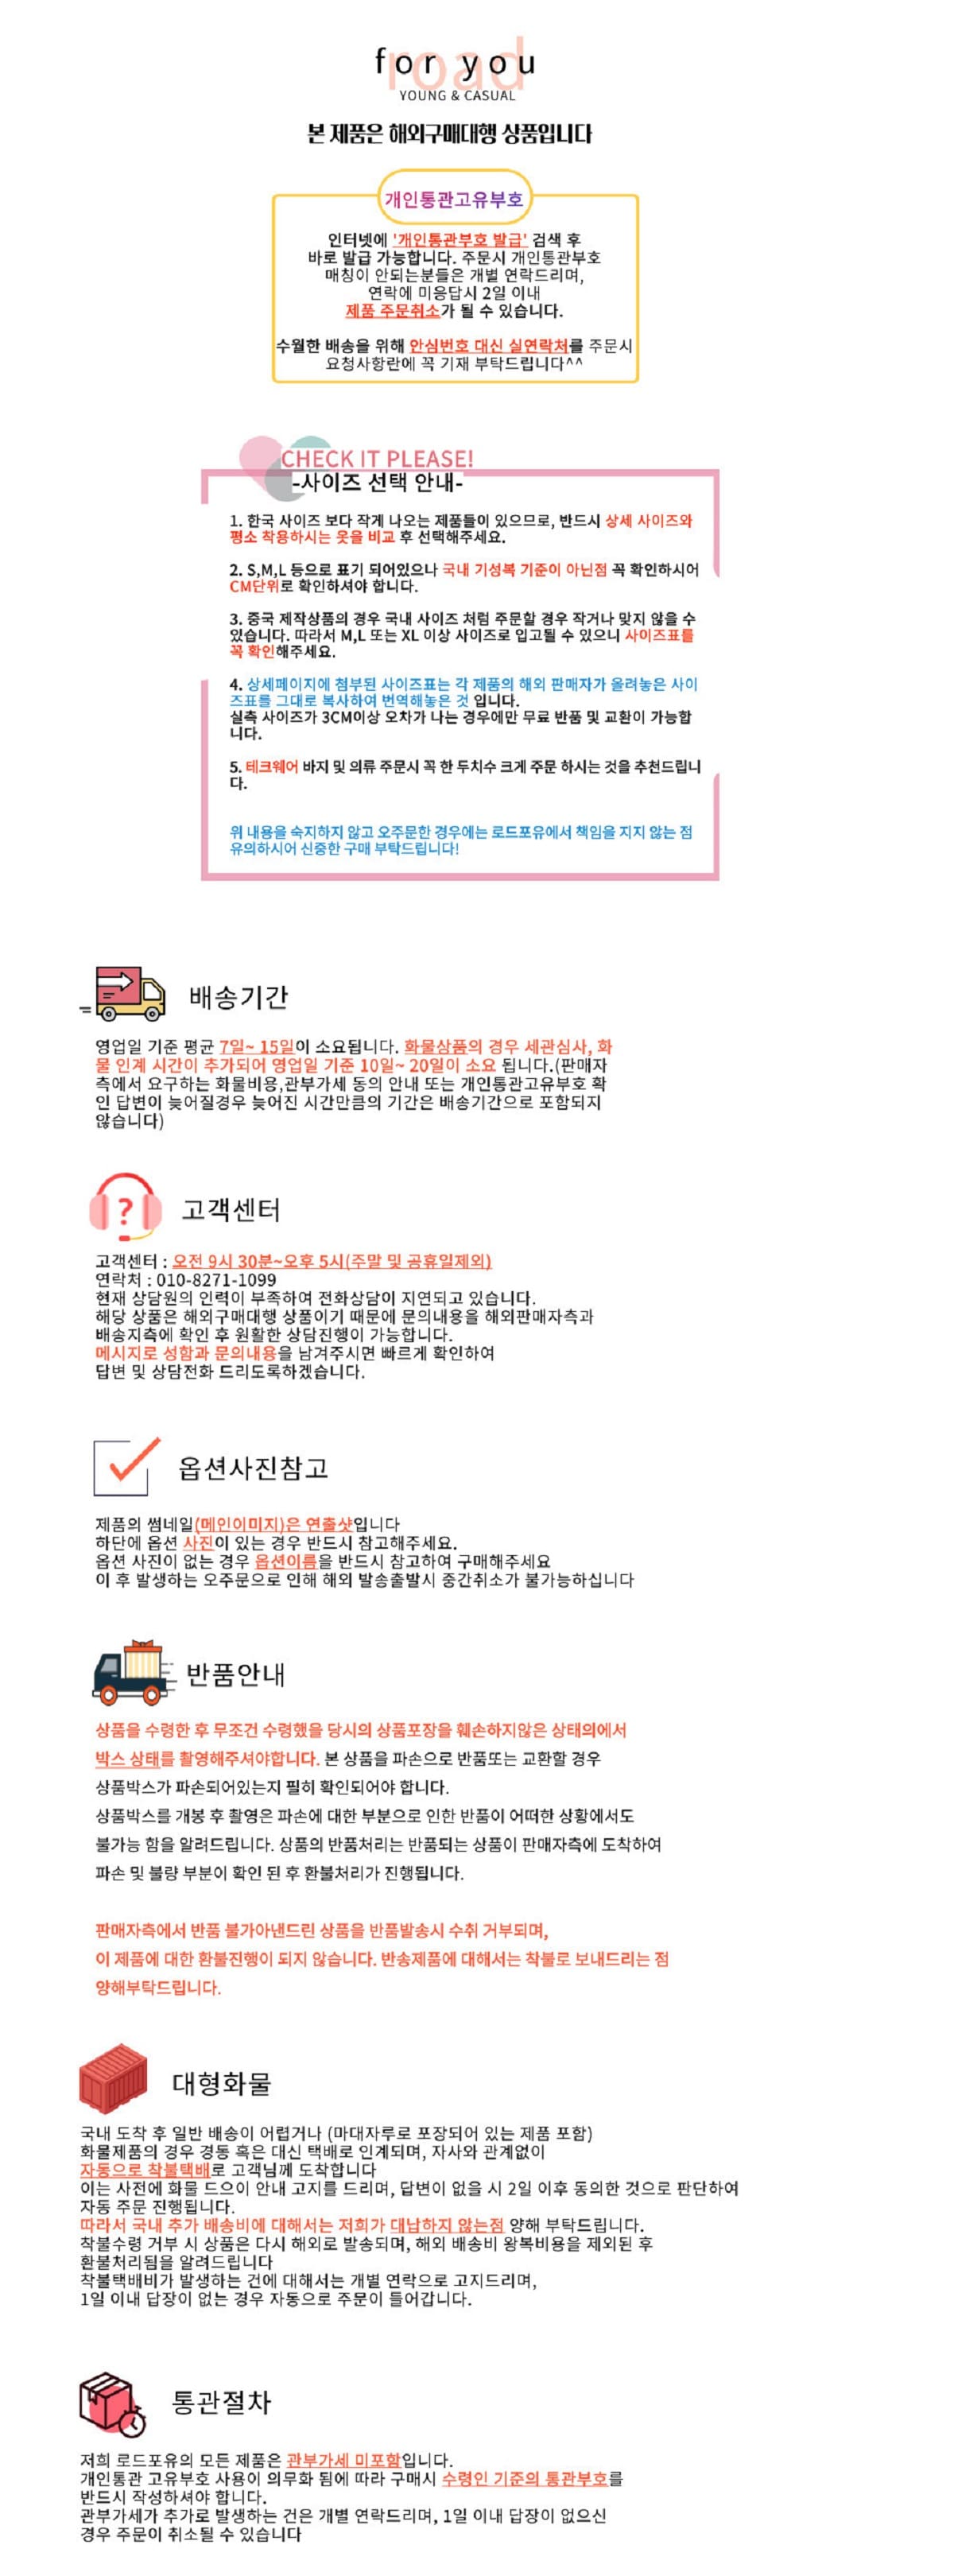 road
for you
YOUNG & CASUAL
본 제품은 해외구매대행 상품입니다
개인통관고유부호
인터넷에 '개인통관부호 발급' 검색 후
바로 발급 가능합니다. 주문시 개인통관부호
매칭이 안되는분들은 개별 연락드리며,
연락에 미응답시 2일 이내
제품 주문취소가 될 수 있습니다.
수월한 배송을 위해 안심번호 대신 실연락처를 주문시
요청사항란에 꼭 기재 부탁드립니다^^
CHECK IT PLEASE!
-사이즈 선택 안내-
1. 한국 사이즈 보다 작게 나오는 제품들이 있으므로, 반드시 상세 사이즈와
평소 착용하시는 옷을 비교 후 선택해주세요.
2. S,M,L 등으로 표기 되어있으나 국내 기성복 기준이 아닌점 꼭 확인하시어
CM단위로 확인하셔야 합니다.
3. 중국 제작상품의 경우 국내 사이즈 처럼 주문할 경우 작거나 맞지 않을 수
있습니다. 따라서 M,L 또는 XL 이상 사이즈로 입고될 수 있으니 사이즈표를
꼭 확인해주세요.
4. 상세페이지에 첨부된 사이즈표는 각 제품의 해외 판매자가 올려놓은 사이
즈표를 그대로 복사하여 번역해놓은 것 입니다.
실측 사이즈가 3CM이상 오차가 나는 경우에만 무료 반품 및 교환이 가능합
니다.
5. 테크웨어 바지 및 의류 주문시 꼭 한 두치수 크게 주문 하시는 것을 추천드립니
다.
위 내용을 숙지하지 않고 오주문한 경우에는 로드포유에서 책임을 지지 않는 점
유의하시어 신중한 구매 부탁드립니다!
배송기간
영업일 기준 평균 7일~ 15일이 소요됩니다. 화물상품의 경우 세관심사, 화
물 인계 시간이 추가되어 영업일 기준 10일~ 20일이 소요 됩니다.(판매자
측에서 요구하는 화물비용,관부가세 동의 안내 또는 개인통관고유부호 확
인 답변이 늦어질경우 늦어진 시간만큼의 기간은 배송기간으로 포함되지
않습니다)
?
고객센터
고객센터 : 오전 9시 30분~오후 5시(주말 및 공휴일제외)
연락처 : 010-8271-1099
현재 상담원의 인력이 부족하여 전화상담이 지연되고 있습니다.
해당 상품은 해외구매대행 상품이기 때문에 문의내용을 해외판매자측과
배송지측에 확인 후 원활한 상담진행이 가능합니다.
메시지로 성함과 문의내용을 남겨주시면 빠르게 확인하여
답변 및 상담전화 드리도록하겠습니다.
옵션사진참고
제품의 썸네일(메인이미지)은 연출샷입니다
하단에 옵션 사진이 있는 경우 반드시 참고해주세요.
옵션 사진이 없는 경우 옵션이름을 반드시 참고하여 구매해주세요
이 후 발생하는 오주문으로 인해 해외 발송출발시 중간취소가 불가능하십니다
반품안내
상품을 수령한 후 무조건 수령했을 당시의 상품포장을 훼손하지않은 상태의에서
박스 상태를 촬영해주셔야합니다. 본 상품을 파손으로 반품또는 교환할 경우
상품박스가 파손되어있는지 필히 확인되어야 합니다.
상품박스를 개봉 후 촬영은 파손에 대한 부분으로 인한 반품이 어떠한 상황에서도
불가능 함을 알려드립니다. 상품의 반품처리는 반품되는 상품이 판매자측에 도착하여
파손 및 불량 부분이 확인 된 후 환불처리가 진행됩니다.
판매자측에서 반품 불가아낸드린 상품을 반품발송시 수취 거부되며,
이 제품에 대한 환불진행이 되지 않습니다. 반송제품에 대해서는 착불로 보내드리는 점
양해부탁드립니다.
대형화물
국내 도착 후 일반 배송이 어렵거나 (마대자루로 포장되어 있는 제품 포함)
화물제품의 경우 경동 혹은 대신 택배로 인계되며, 자사와 관계없이
자동으로 착불택배로 고객님께 도착합니다
이는 사전에 화물 드으이 안내 고지를 드리며, 답변이 없을 시 2일 이후 동의한 것으로 판단하여
자동 주문 진행됩니다.
따라서 국내 추가 배송비에 대해서는 저희가 대납하지 않는점 양해 부탁드립니다.
착불수령 거부 시 상품은 다시 해외로 발송되며, 해외 배송비 왕복비용을 제외된 후
환불처리됨을 알려드립니다
착불택배비가 발생하는 건에 대해서는 개별 연락으로 고지드리며,
1일 이내 답장이 없는 경우 자동으로 주문이 들어갑니다.
통관절차
저희 로드포유의 모든 제품은 관부가세 미포함입니다.
개인통관 고유부호 사용이 의무화 됨에 따라 구매시 수령인 기준의 통관부호를
반드시 작성하셔야 합니다.
관부가세가 추가로 발생하는 건은 개별 연락드리며, 1일 이내 답장이 없으신
경우 주문이 취소될 수 있습니다